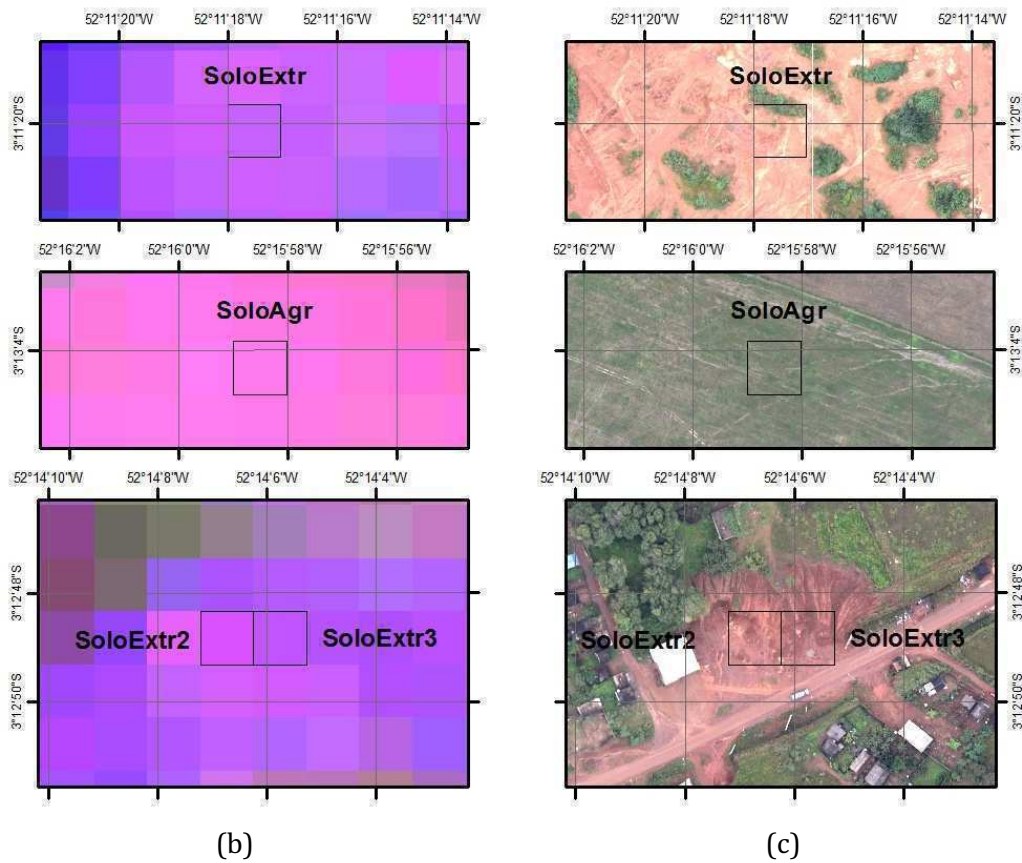 52°11'20"W 52°11'18"W 52°11'16"W 52°11'14"W
3°11'20"S
SoloExtr
52°11'20"W 52°11'18"W 52°11'16"W 52°11'14"W
SoloExtr
3°11'20"S
52°16'2"W 52°16'0"W 52°15'58"W 52°15'56"W
SoloAgr
3°13'4"S
52°16'2"W 52°16'0"W 52°15'58"W 52°15'56"W
SoloAgr
3°13'4"S
52°14'10"W 52°14'8"W 52°14'6"W 52°14'4"W
3°12'48"S
SoloExtr2 SoloExtr3
3°12'50"S
52°14'10"W 52°14'8"W 52°14'6"W 52°14'4"W
3°12'48"S
SoloExtr2 SoloExtr3
3°12'50"S
(b) (c)